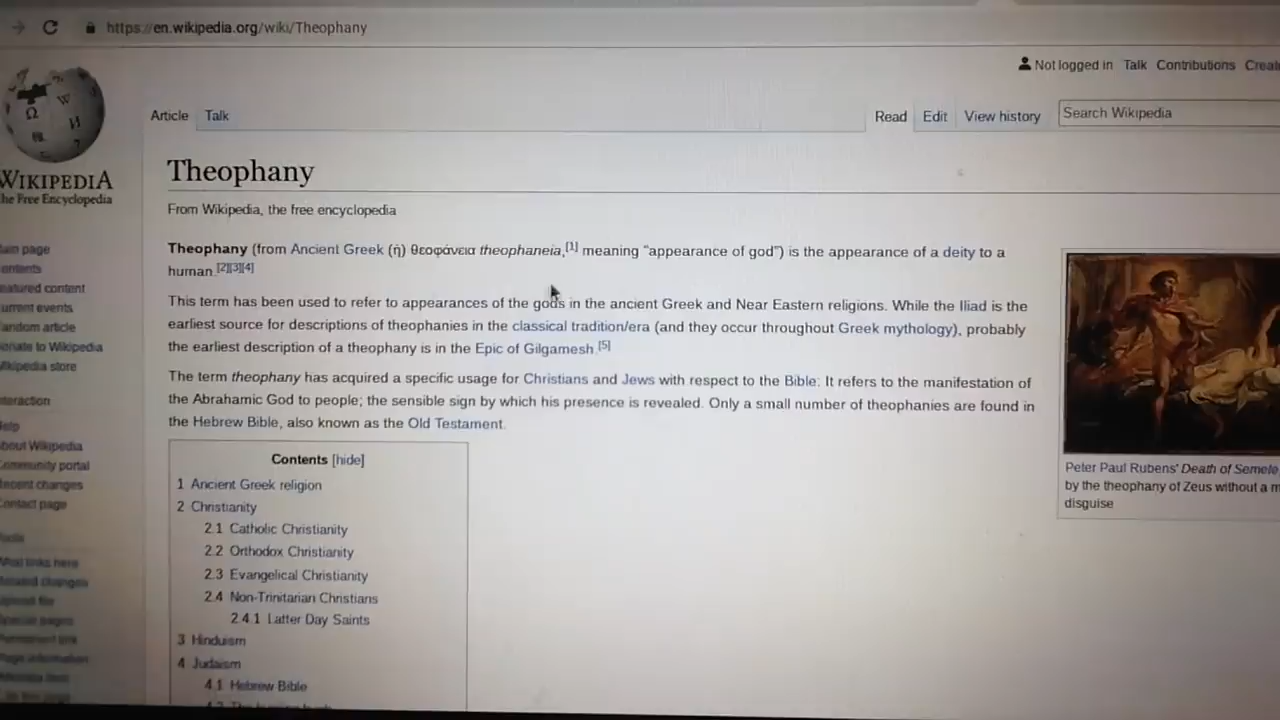 https://en.wikipedia.org/wiki/Theophany
Not logged in Talk Contributions
Article Talk
Read Edit View history Search Wikipedia
WIKIPEDIA
The Free Encyclopedia
Theophany
From Wikipedia, the free encyclopedia
Theophany (from Ancient Greek (ἡ) θεοφάνεια theophaneia,[1] meaning "appearance of god") is the appearance of a deity to a
human.[2][3][4]
This term has been used to refer to appearances of the gods in the ancient Greek and Near Eastern religions. While the Iliad is the
earliest source for descriptions of theophanies in the classical tradition/era (and they occur throughout Greek mythology), probably
the earliest description of a theophany is in the Epic of Gilgamesh.[5]
The term theophany has acquired a specific usage for Christians and Jews with respect to the Bible: It refers to the manifestation of
the Abrahamic God to people; the sensible sign by which his presence is revealed. Only a small number of theophanies are found in
the Hebrew Bible, also known as the Old Testament.
Peter Paul Rubens' Death of Semele
by the theophany of Zeus without a
disguise
Contents [hide]
1 Ancient Greek religion
2 Christianity
2.1 Catholic Christianity
2.2 Orthodox Christianity
2.3 Evangelical Christianity
2.4 Non-Trinitarian Christians
2.4.1 Latter Day Saints
3 Hinduism
4 Judaism
4.1 Hebrew Bible
page
events
article
to Wikipedia
store
Wikipedia
portal
changes
page